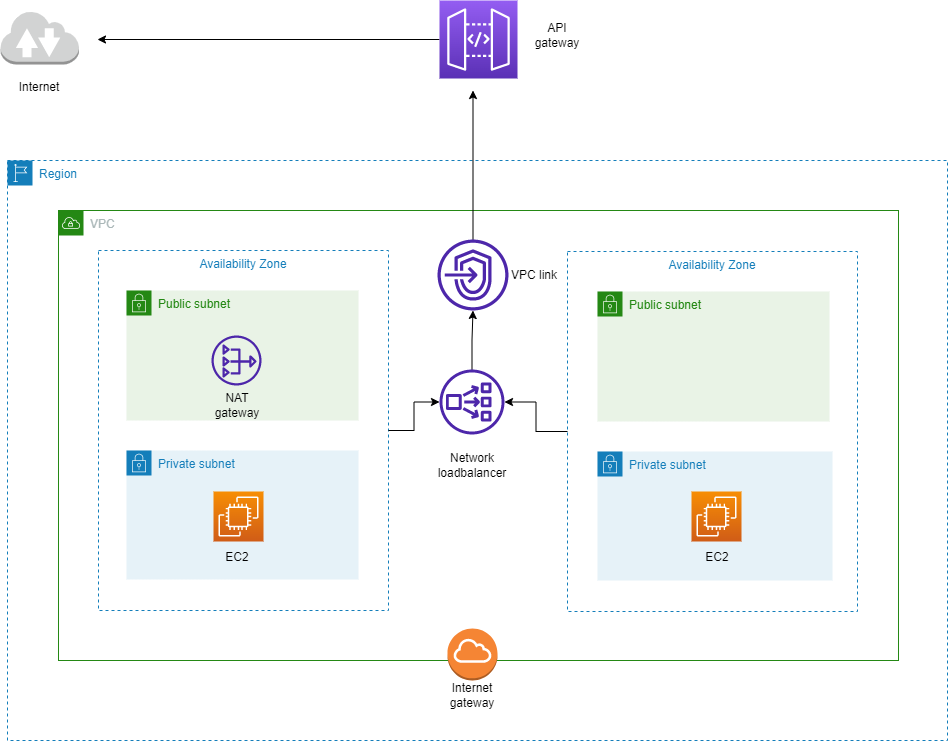 API
gateway
Internet
Region
VPC
Availability Zone
Availability Zone
Public subnet
Public subnet
VPC link
NAT
gateway
Network
loadbalancer
Private subnet
Private subnet
EC2
EC2
Internet
gateway